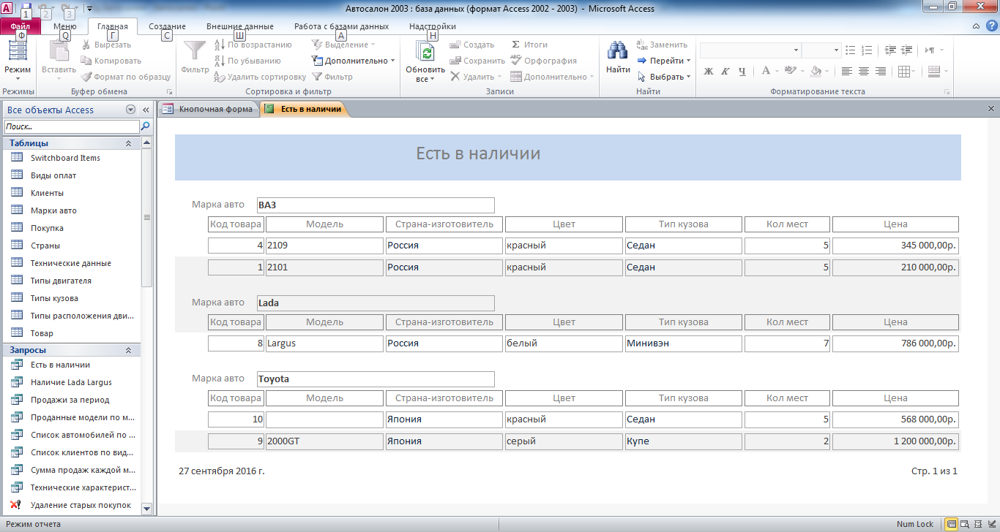 Автосалон 2003 : база данных (формат Access 2002 - 2003) - Microsoft Access
1 2 3
Файл Меню Главная Создание Внешние данные Работа с базами данных Надстройки
Ф Q Г С Ш А Н
Режим
Режимы
Вставить
Вырезать
Копировать
Формат по образцу
Буфер обмена
Фильтр
По возрастанию
По убыванию
Удалить сортировку
Выделение
Дополнительно
Фильтр
Сортировка и фильтр
Обновить
все
Создать
Сохранить
Удалить
Итоги
Орфография
Дополнительно
Записи
Найти
Заменить
Перейти
Выбрать
Найти
Ж К Ч
Форматирование текста
Все объекты Access
Поиск...
Таблицы
Switchboard Items
Виды оплат
Клиенты
Марки авто
Покупка
Страны
Технические данные
Типы двигателя
Типы кузова
Типы расположения дви...
Товар
Запросы
Есть в наличии
Наличие Lada Largus
Продажи за период
Проданные модели по м...
Список автомобилей по ...
Список клиентов по вид...
Сумма продаж каждой м...
Технические характерист...
Удаление старых покупок
Кнопочная форма Есть в наличии
Есть в наличии
Марка авто ВАЗ
Код товара Модель Страна-изготовитель Цвет Тип кузова Кол мест Цена
4 2109 Россия красный Седан 5 345 000,00р.
1 2101 Россия красный Седан 5 210 000,00р.
Марка авто Lada
Код товара Модель Страна-изготовитель Цвет Тип кузова Кол мест Цена
8 Largus Россия белый Минивэн 7 786 000,00р.
Марка авто Toyota
Код товара Модель Страна-изготовитель Цвет Тип кузова Кол мест Цена
10 Япония красный Седан 5 568 000,00р.
9 2000GT Япония серый Купе 2 1 200 000,00р.
27 сентября 2016 г. Стр. 1 из 1
Режим отчета Num Lock